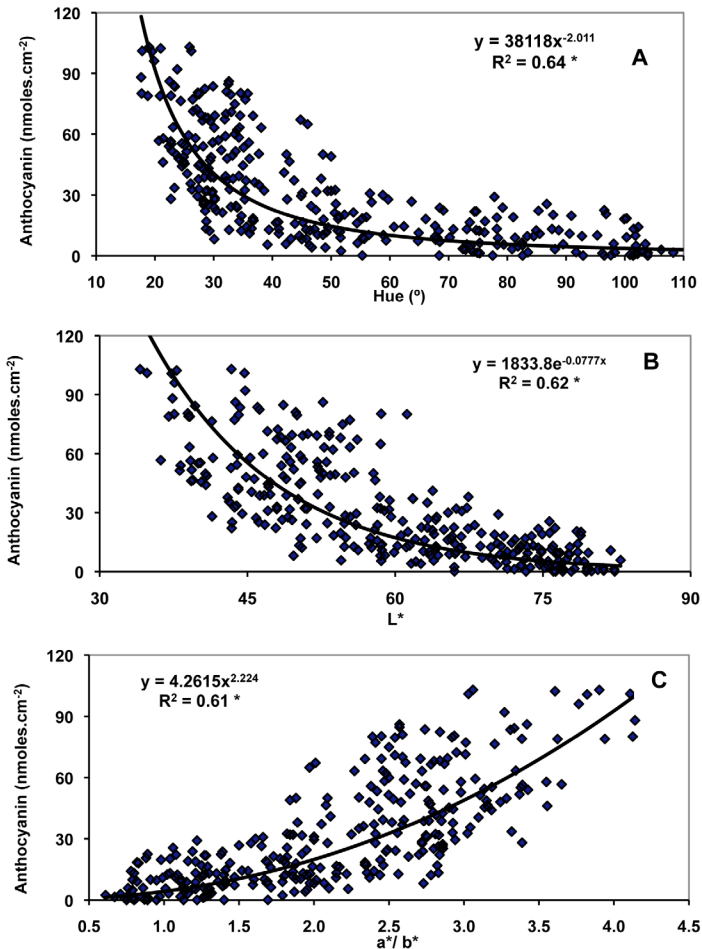 120
90
60
30
0
Anthocyanin (nmoles.cm-2)
y = 38118x-2.011
R2 = 0.64 *
A
10 20 30 40 50 60 70 80 90 100 110
Hue (º)
120
90
60
30
0
Anthocyanin (nmoles.cm-2)
y = 1833.8e-0.0777x
R2 = 0.62 *
B
30 45 60 75 90
L*
120
90
60
30
0
Anthocyanin (nmoles.cm-2)
y = 4.2615x2.224
R2 = 0.61 *
C
0.5 1.0 1.5 2.0 2.5 3.0 3.5 4.0 4.5
a*/ b*